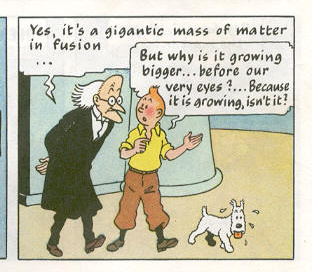 Yes, it's a gigantic mass of matter
in fusion
...
But why is it growing
bigger... before our
very eyes?... Because
it is growing, isn't it?